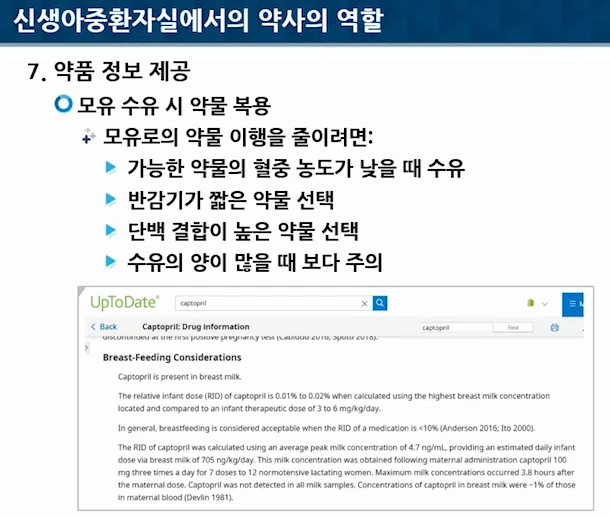 신생아중환자실에서의 약사의 역할
7. 약품 정보 제공
모유 수유 시 약물 복용
모유로의 약물 이행을 줄이려면:
가능한 약물의 혈중 농도가 낮을 때 수유
반감기가 짧은 약물 선택
단백 결합이 높은 약물 선택
수유의 양이 많을 때 보다 주의
UpToDate®
captopril
Back Captopril: Drug information captopril Find
discontinued at the first positive pregnancy test (Cabiddu 2016; Spotti 2018).
Breast-Feeding Considerations
Captopril is present in breast milk.
The relative infant dose (RID) of captopril is 0.01% to 0.02% when calculated using the highest breast milk concentration
located and compared to an infant therapeutic dose of 3 to 6 mg/kg/day.
In general, breastfeeding is considered acceptable when the RID of a medication is <10% (Anderson 2016; Ito 2000).
The RID of captopril was calculated using an average peak milk concentration of 4.7 ng/mL, providing an estimated daily infant
dose via breast milk of 705 ng/kg/day. This milk concentration was obtained following maternal administration captopril 100
mg three times a day for 7 doses to 12 normotensive lactating women. Maximum milk concentrations occurred 3.8 hours after
the maternal dose. Captopril was not detected in all milk samples. Concentrations of captopril in breast milk were ~1% of those
in maternal blood (Devlin 1981).